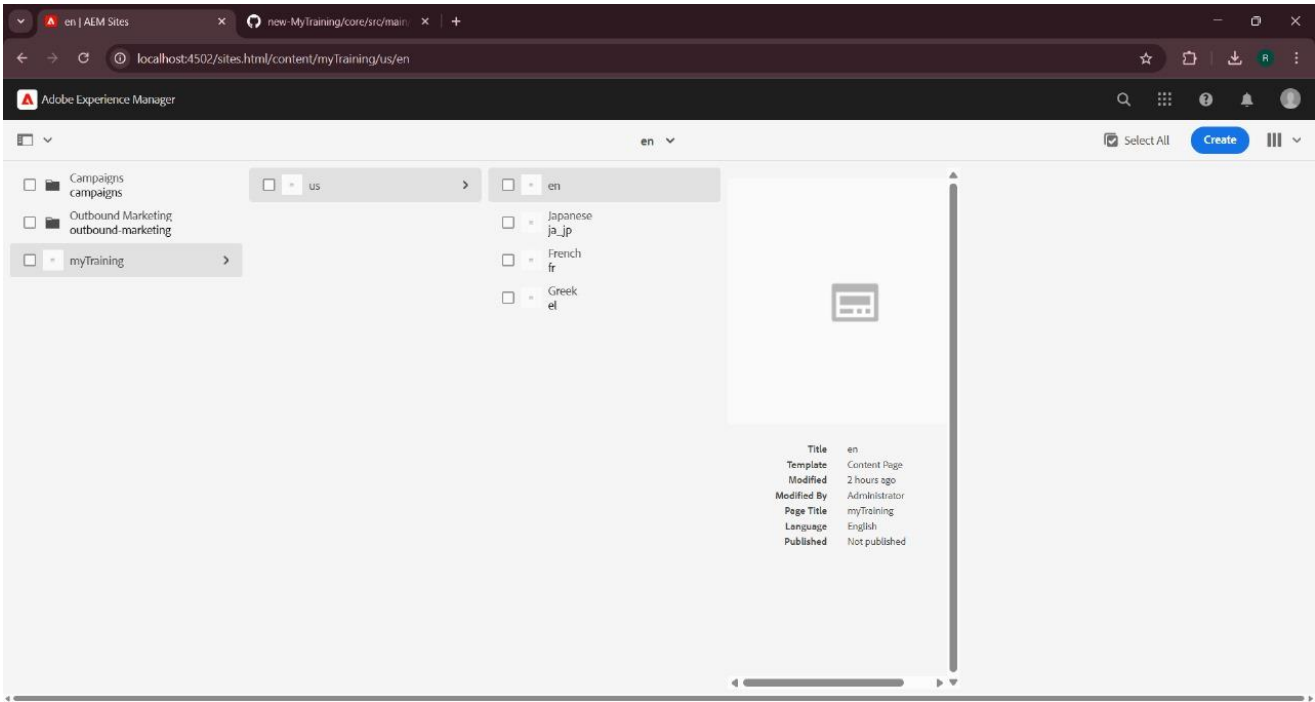 en | AEM Sites
new-MyTraining/core/src/main/
localhost:4502/sites.html/content/myTraining/us/en
R
Adobe Experience Manager
en
Select All
Create
Campaigns
campaigns
Outbound Marketing
outbound-marketing
myTraining
us
en
Japanese
ja_jp
French
fr
Greek
el
Title en
Template Content Page
Modified 2 hours ago
Modified By Administrator
Page Title myTraining
Language English
Published Not published